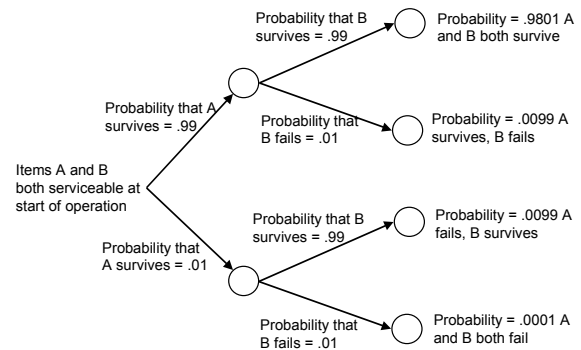 Probability that B
survives = .99
Probability = .9801 A
and B both survive
Probability that A
survives = .99
Probability that
B fails = .01
Probability = .0099 A
survives, B fails
Items A and B
both serviceable at
start of operation
Probability that B
survives = .99
Probability = .0099 A
fails, B survives
Probability that
A survives = .01
Probability that
B fails = .01
Probability = .0001 A
and B both fail